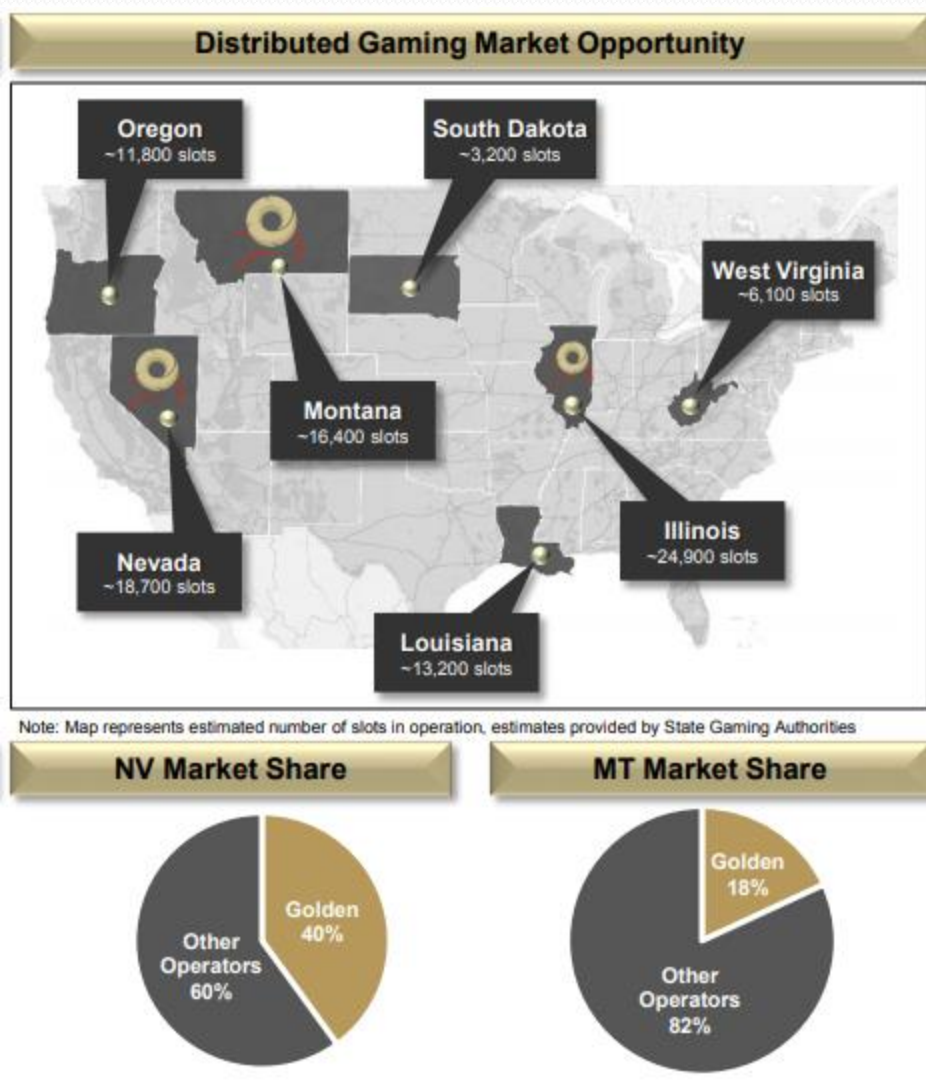 Distributed Gaming Market Opportunity
Oregon
~11,800 slots
South Dakota
~3,200 slots
West Virginia
~6,100 slots
Montana
~16,400 slots
Nevada
~18,700 slots
Illinois
~24,900 slots
Louisiana
~13,200 slots
Note: Map represents estimated number of slots in operation, estimates provided by State Gaming Authorities
NV Market Share
MT Market Share
Golden
40%
Other
Operators
60%
Golden
18%
Other
Operators
82%